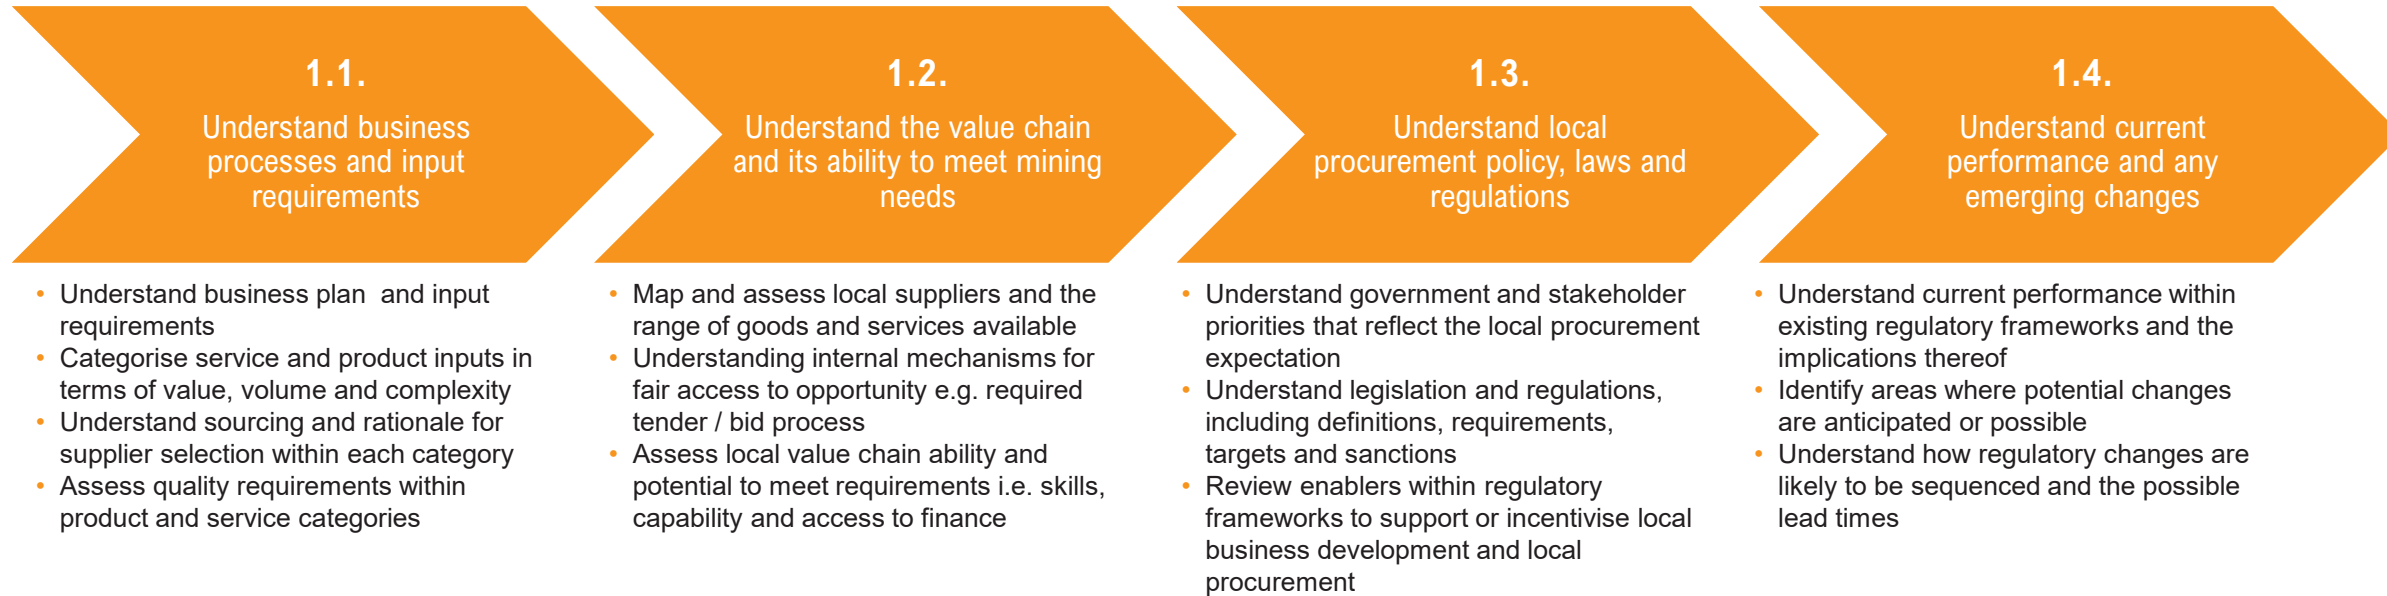 1.1.
Understand business
processes and input
requirements
• Understand business plan  and input
requirements
• Categorise service and product inputs in
terms of value, volume and complexity
• Understand sourcing and rationale for
supplier selection within each category
• Assess quality requirements within
product and service categories
1.2.
Understand the value chain
and its ability to meet mining
needs
• Map and assess local suppliers and the
range of goods and services available
• Understanding internal mechanisms for
fair access to opportunity e.g. required
tender / bid process
• Assess local value chain ability and
potential to meet requirements i.e. skills,
capability and access to finance
1.3.
Understand local
procurement policy, laws and
regulations
• Understand government and stakeholder
priorities that reflect the local procurement
expectation
• Understand legislation and regulations,
including definitions, requirements,
targets and sanctions
• Review enablers within regulatory
frameworks to support or incentivise local
business development and local
procurement
1.4.
Understand current
performance and any
emerging changes
• Understand current performance within
existing regulatory frameworks and the
implications thereof
• Identify areas where potential changes
are anticipated or possible
• Understand how regulatory changes are
likely to be sequenced and the possible
lead times